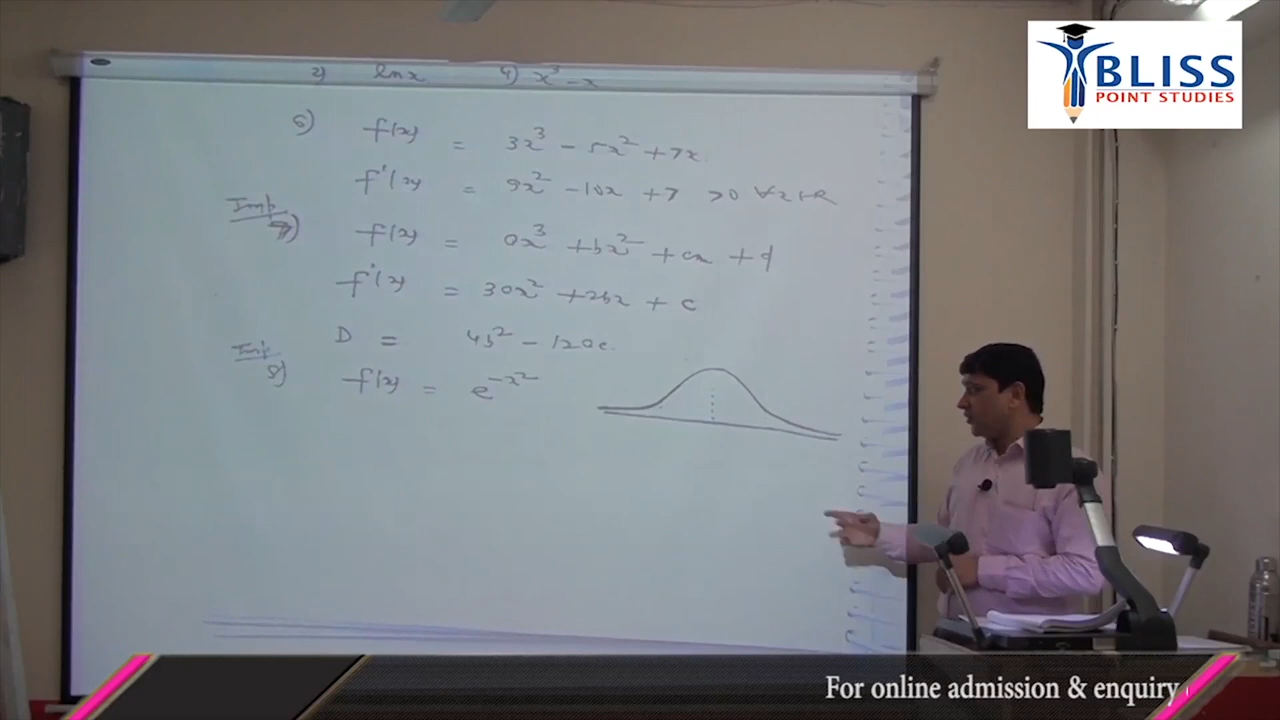 BLISS
POINT STUDIES
2) lnx 4) x³ - x
6) f(x) = 3x³ - 5x² + 7x
f'(x) = 9x² - 10x + 7 > 0 ∀ x ∈ R
Imp.
7) f(x) = ax³ + bx² + cx + d
f'(x) = 3ax² + 2bx + c
D = 4b² - 12ac.
Imp
8) f(x) = e^{-x²}
For online admission & enquiry